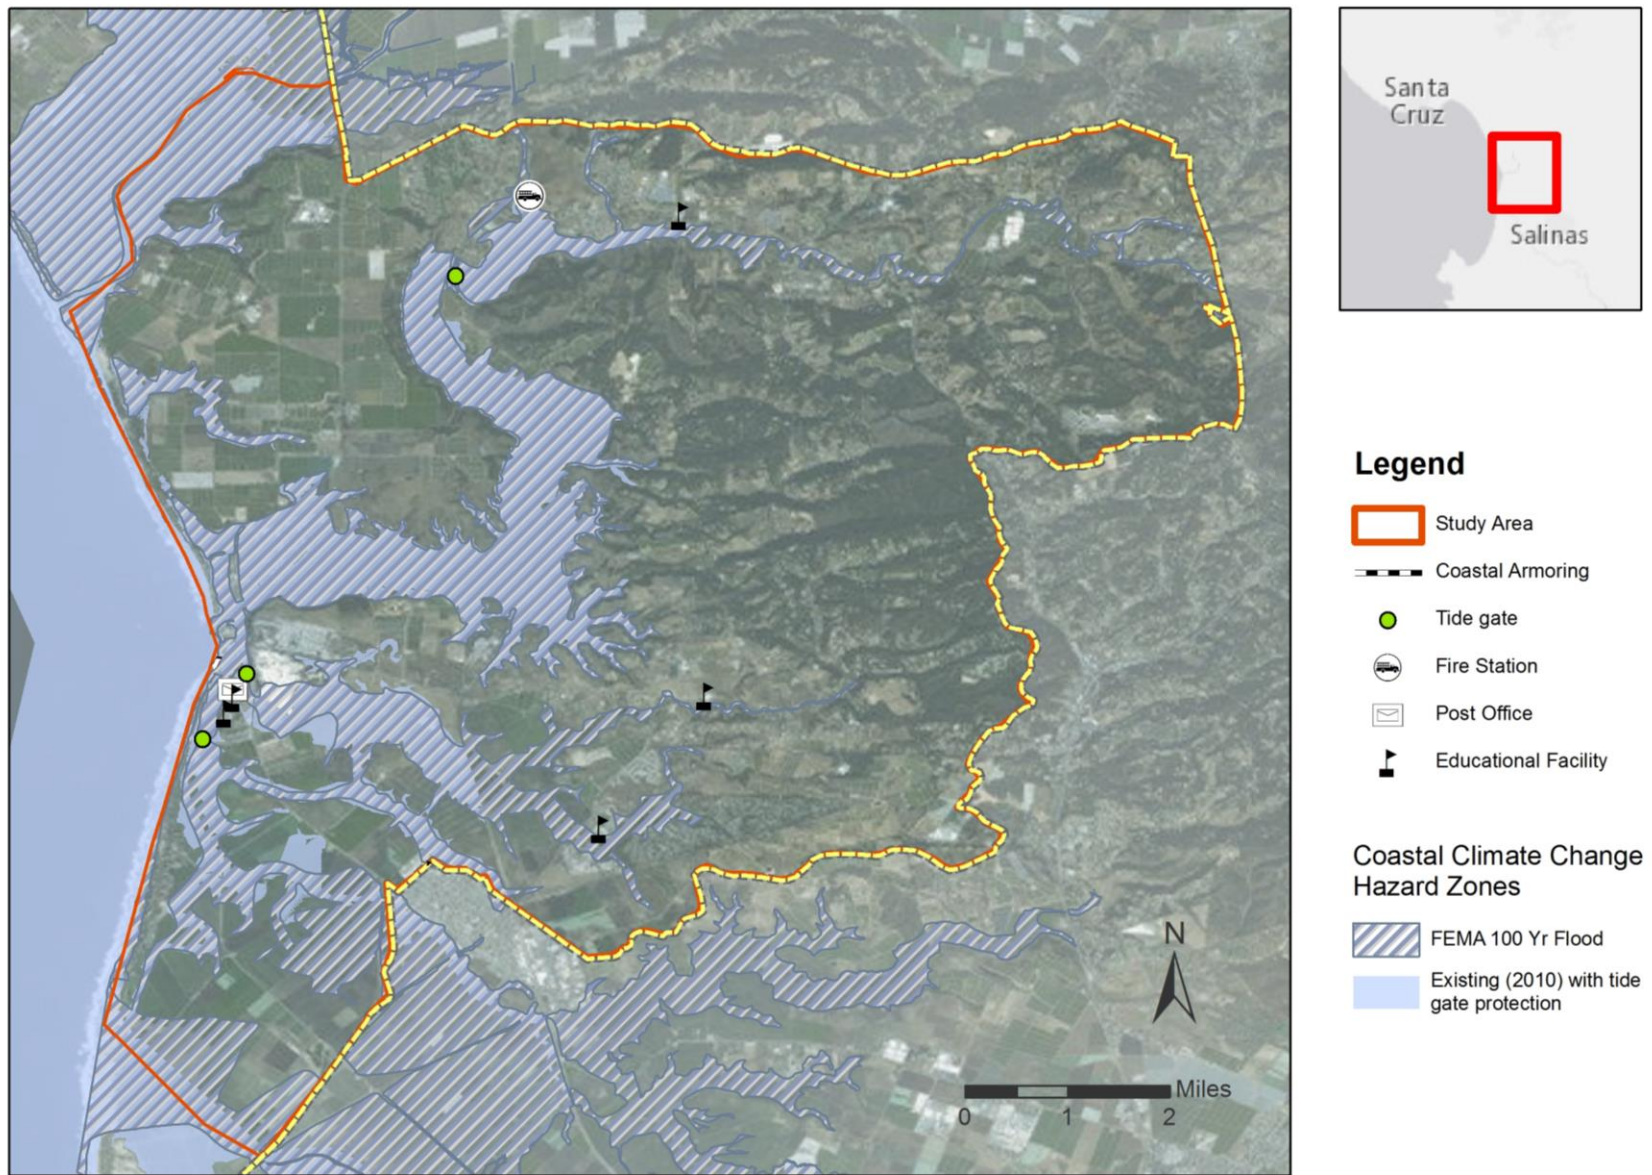 Santa
Cruz
Salinas
Legend
Study Area
Coastal Armoring
Tide gate
Fire Station
Post Office
Educational Facility
Coastal Climate Change
Hazard Zones
FEMA 100 Yr Flood
Existing (2010) with tide
gate protection
N
Miles
0 1 2